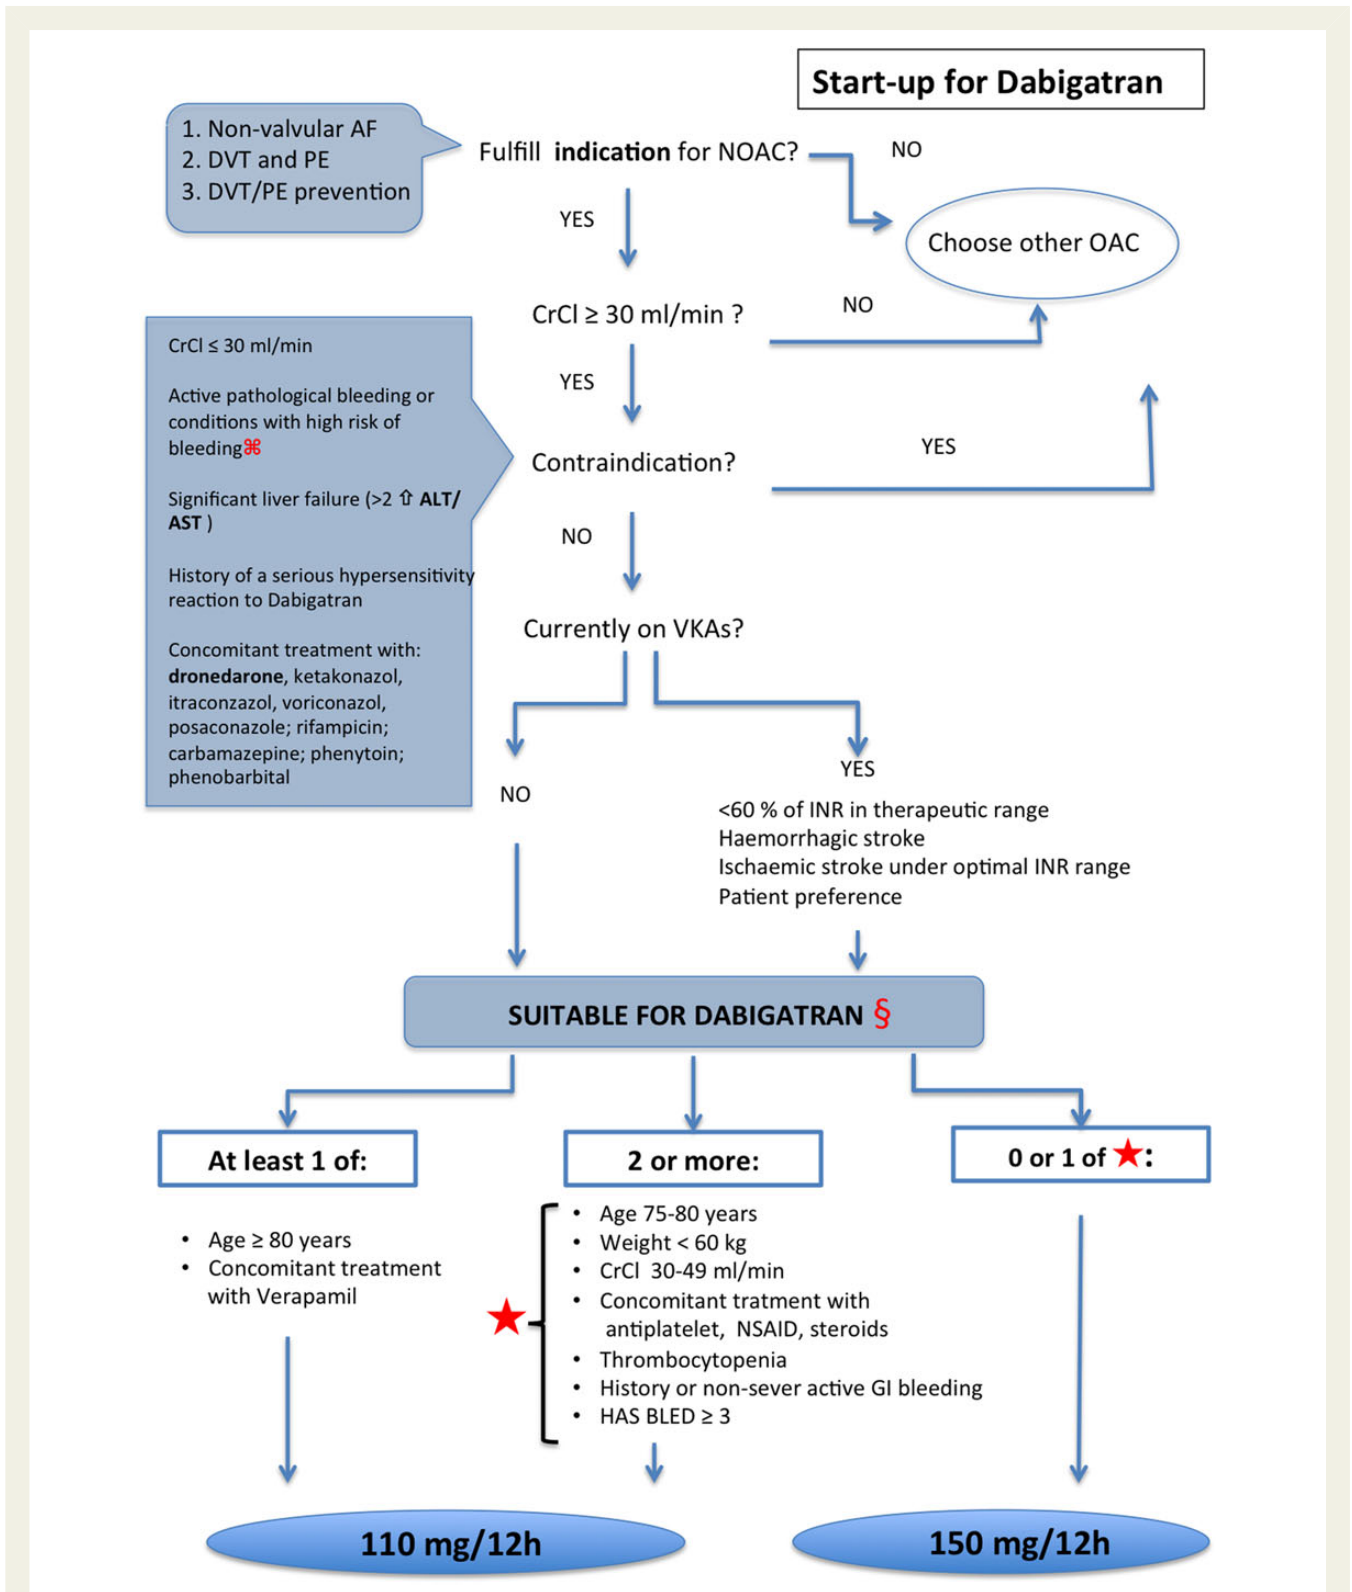 Start-up for Dabigatran
1. Non-valvular AF
2. DVT and PE
3. DVT/PE prevention
Fulfill indication for NOAC?
NO
YES
Choose other OAC
CrCl ≥ 30 ml/min ?
NO
YES
CrCl ≤ 30 ml/min
Active pathological bleeding or
conditions with high risk of
bleeding⌘
Significant liver failure (>2 ⇧ ALT/
AST )
History of a serious hypersensitivity
reaction to Dabigatran
Concomitant treatment with:
dronedarone, ketakonazol,
itraconzazol, voriconazol,
posaconazole; rifampicin;
carbamazepine; phenytoin;
phenobarbital
Contraindication?
YES
NO
Currently on VKAs?
NO
YES
<60 % of INR in therapeutic range
Haemorrhagic stroke
Ischaemic stroke under optimal INR range
Patient preference
SUITABLE FOR DABIGATRAN §
At least 1 of:
• Age ≥ 80 years
• Concomitant treatment
with Verapamil
2 or more:
• Age 75-80 years
• Weight < 60 kg
• CrCl 30-49 ml/min
• Concomitant tratment with
antiplatelet, NSAID, steroids
• Thrombocytopenia
• History or non-sever active GI bleeding
• HAS BLED ≥ 3
0 or 1 of ★:
110 mg/12h
150 mg/12h